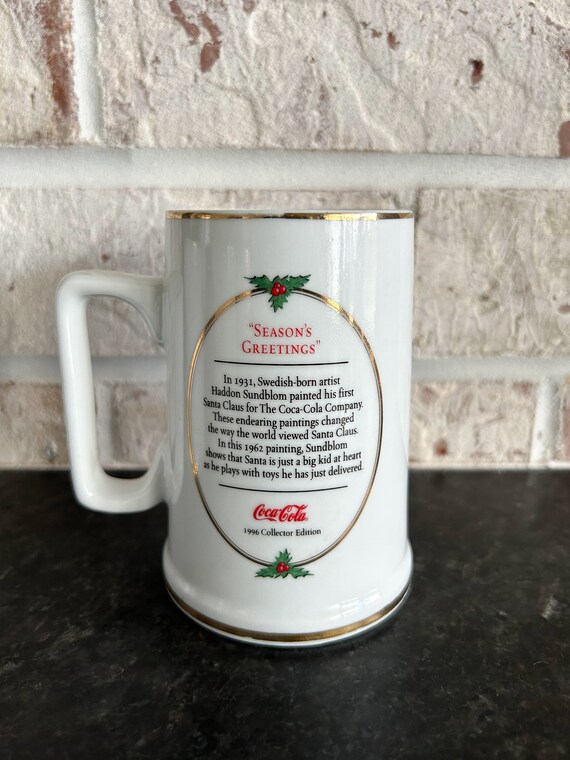 "SEASON'S
GREETINGS"
In 1931, Swedish-born artist
Haddon Sundblom painted his first
Santa Claus for The Coca-Cola Company.
These endearing paintings changed
the way the world viewed Santa Claus.
In this 1962 painting, Sundblom
shows that Santa is just a big kid at heart
as he plays with toys he has just delivered.
Coca-Cola
1996 Collector Edition